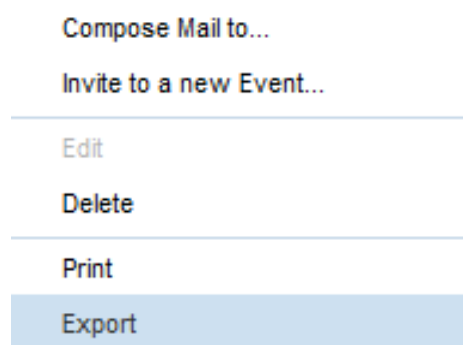 Compose Mail to...
Invite to a new Event...
Edit
Delete
Print
Export